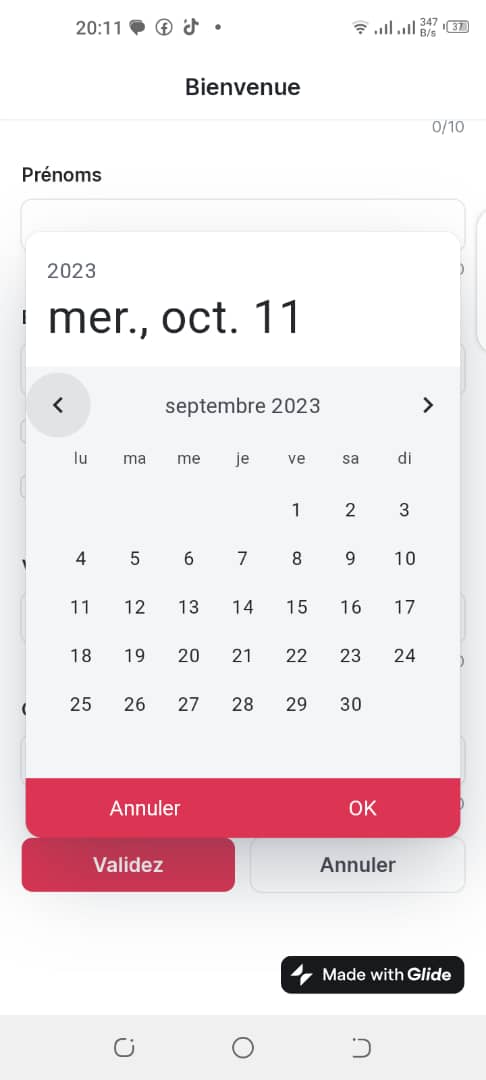 20:11
347 B/s
37
Bienvenue
0/10
Prénoms
2023
mer., oct. 11
septembre 2023
lu ma me je ve sa di
1 2 3
4 5 6 7 8 9 10
11 12 13 14 15 16 17
18 19 20 21 22 23 24
25 26 27 28 29 30
Annuler OK
Validez Annuler
Made with Glide